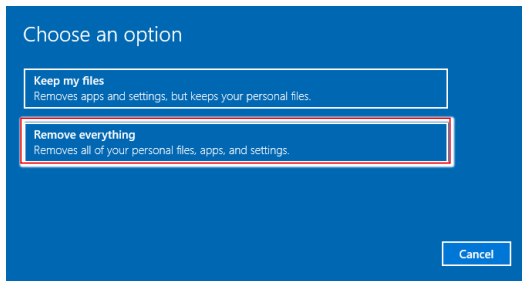 Choose an option
Keep my files
Removes apps and settings, but keeps your personal files.
Remove everything
Removes all of your personal files, apps, and settings.
Cancel